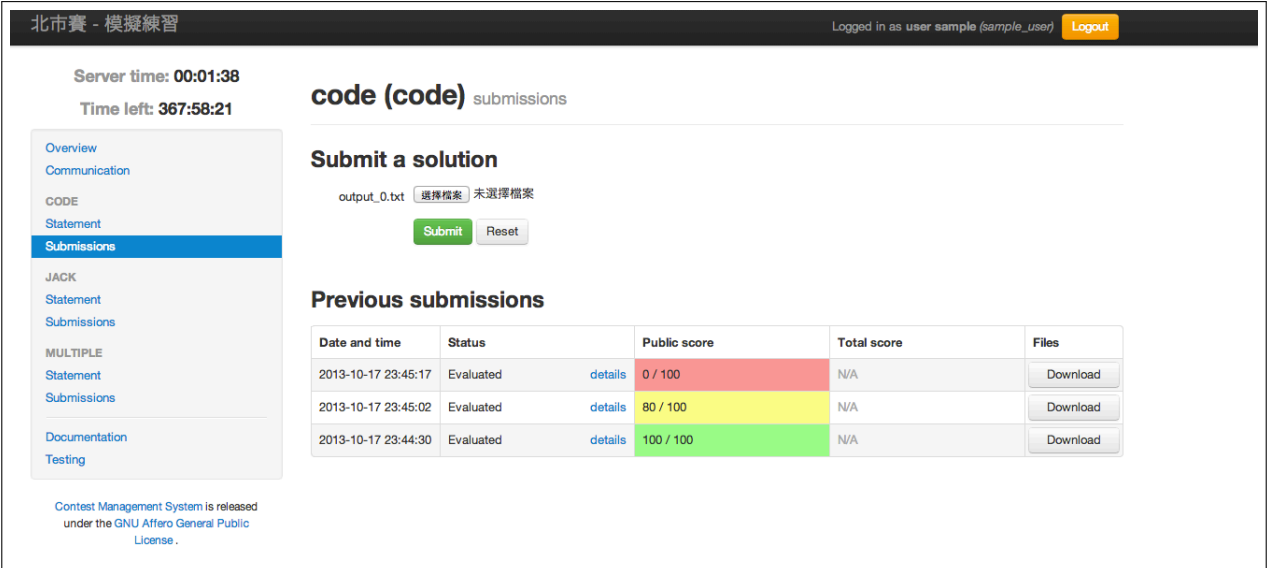 北市賽 - 模擬練習
Logged in as user sample (sample_user) Logout
Server time: 00:01:38
Time left: 367:58:21
Overview
Communication
CODE
Statement
Submissions
JACK
Statement
Submissions
MULTIPLE
Statement
Submissions
Documentation
Testing
Contest Management System is released
under the GNU Affero General Public
License .
code (code) submissions
Submit a solution
output_0.txt 選擇檔案 未選擇檔案
Submit Reset
Previous submissions
Date and time Status Public score Total score Files
2013-10-17 23:45:17 Evaluated details 0 / 100 N/A Download
2013-10-17 23:45:02 Evaluated details 80 / 100 N/A Download
2013-10-17 23:44:30 Evaluated details 100 / 100 N/A Download